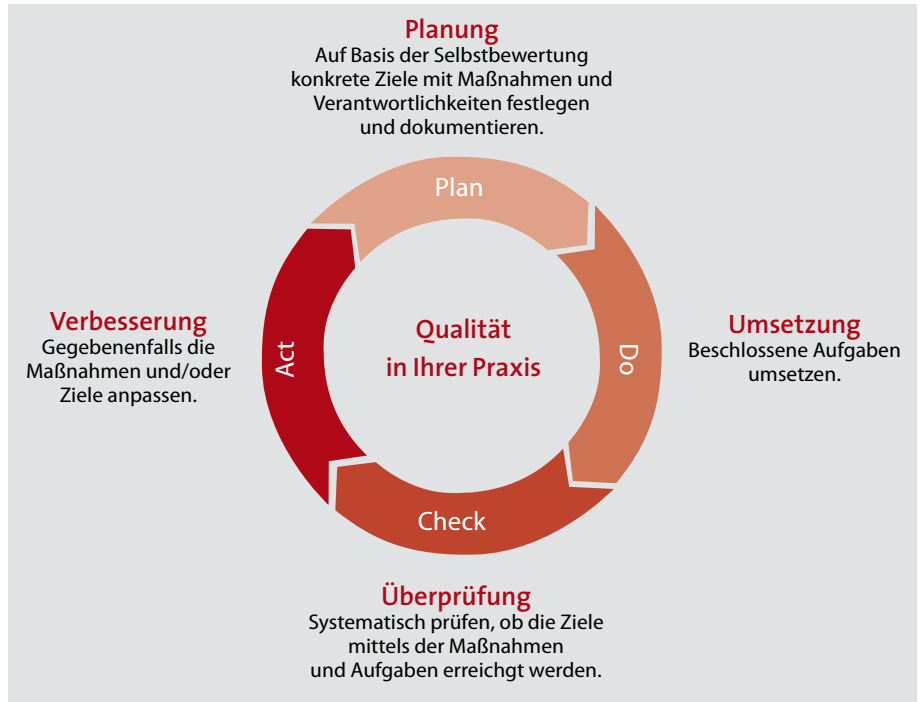 Planung
Auf Basis der Selbstbewertung
konkrete Ziele mit Maßnahmen und
Verantwortlichkeiten festlegen
und dokumentieren.
Plan
Verbesserung
Gegebenenfalls die
Maßnahmen und/oder
Ziele anpassen.
Act
Qualität
in Ihrer Praxis
Do
Umsetzung
Beschlossene Aufgaben
umsetzen.
Check
Überprüfung
Systematisch prüfen, ob die Ziele
mittels der Maßnahmen
und Aufgaben erreichgt werden.